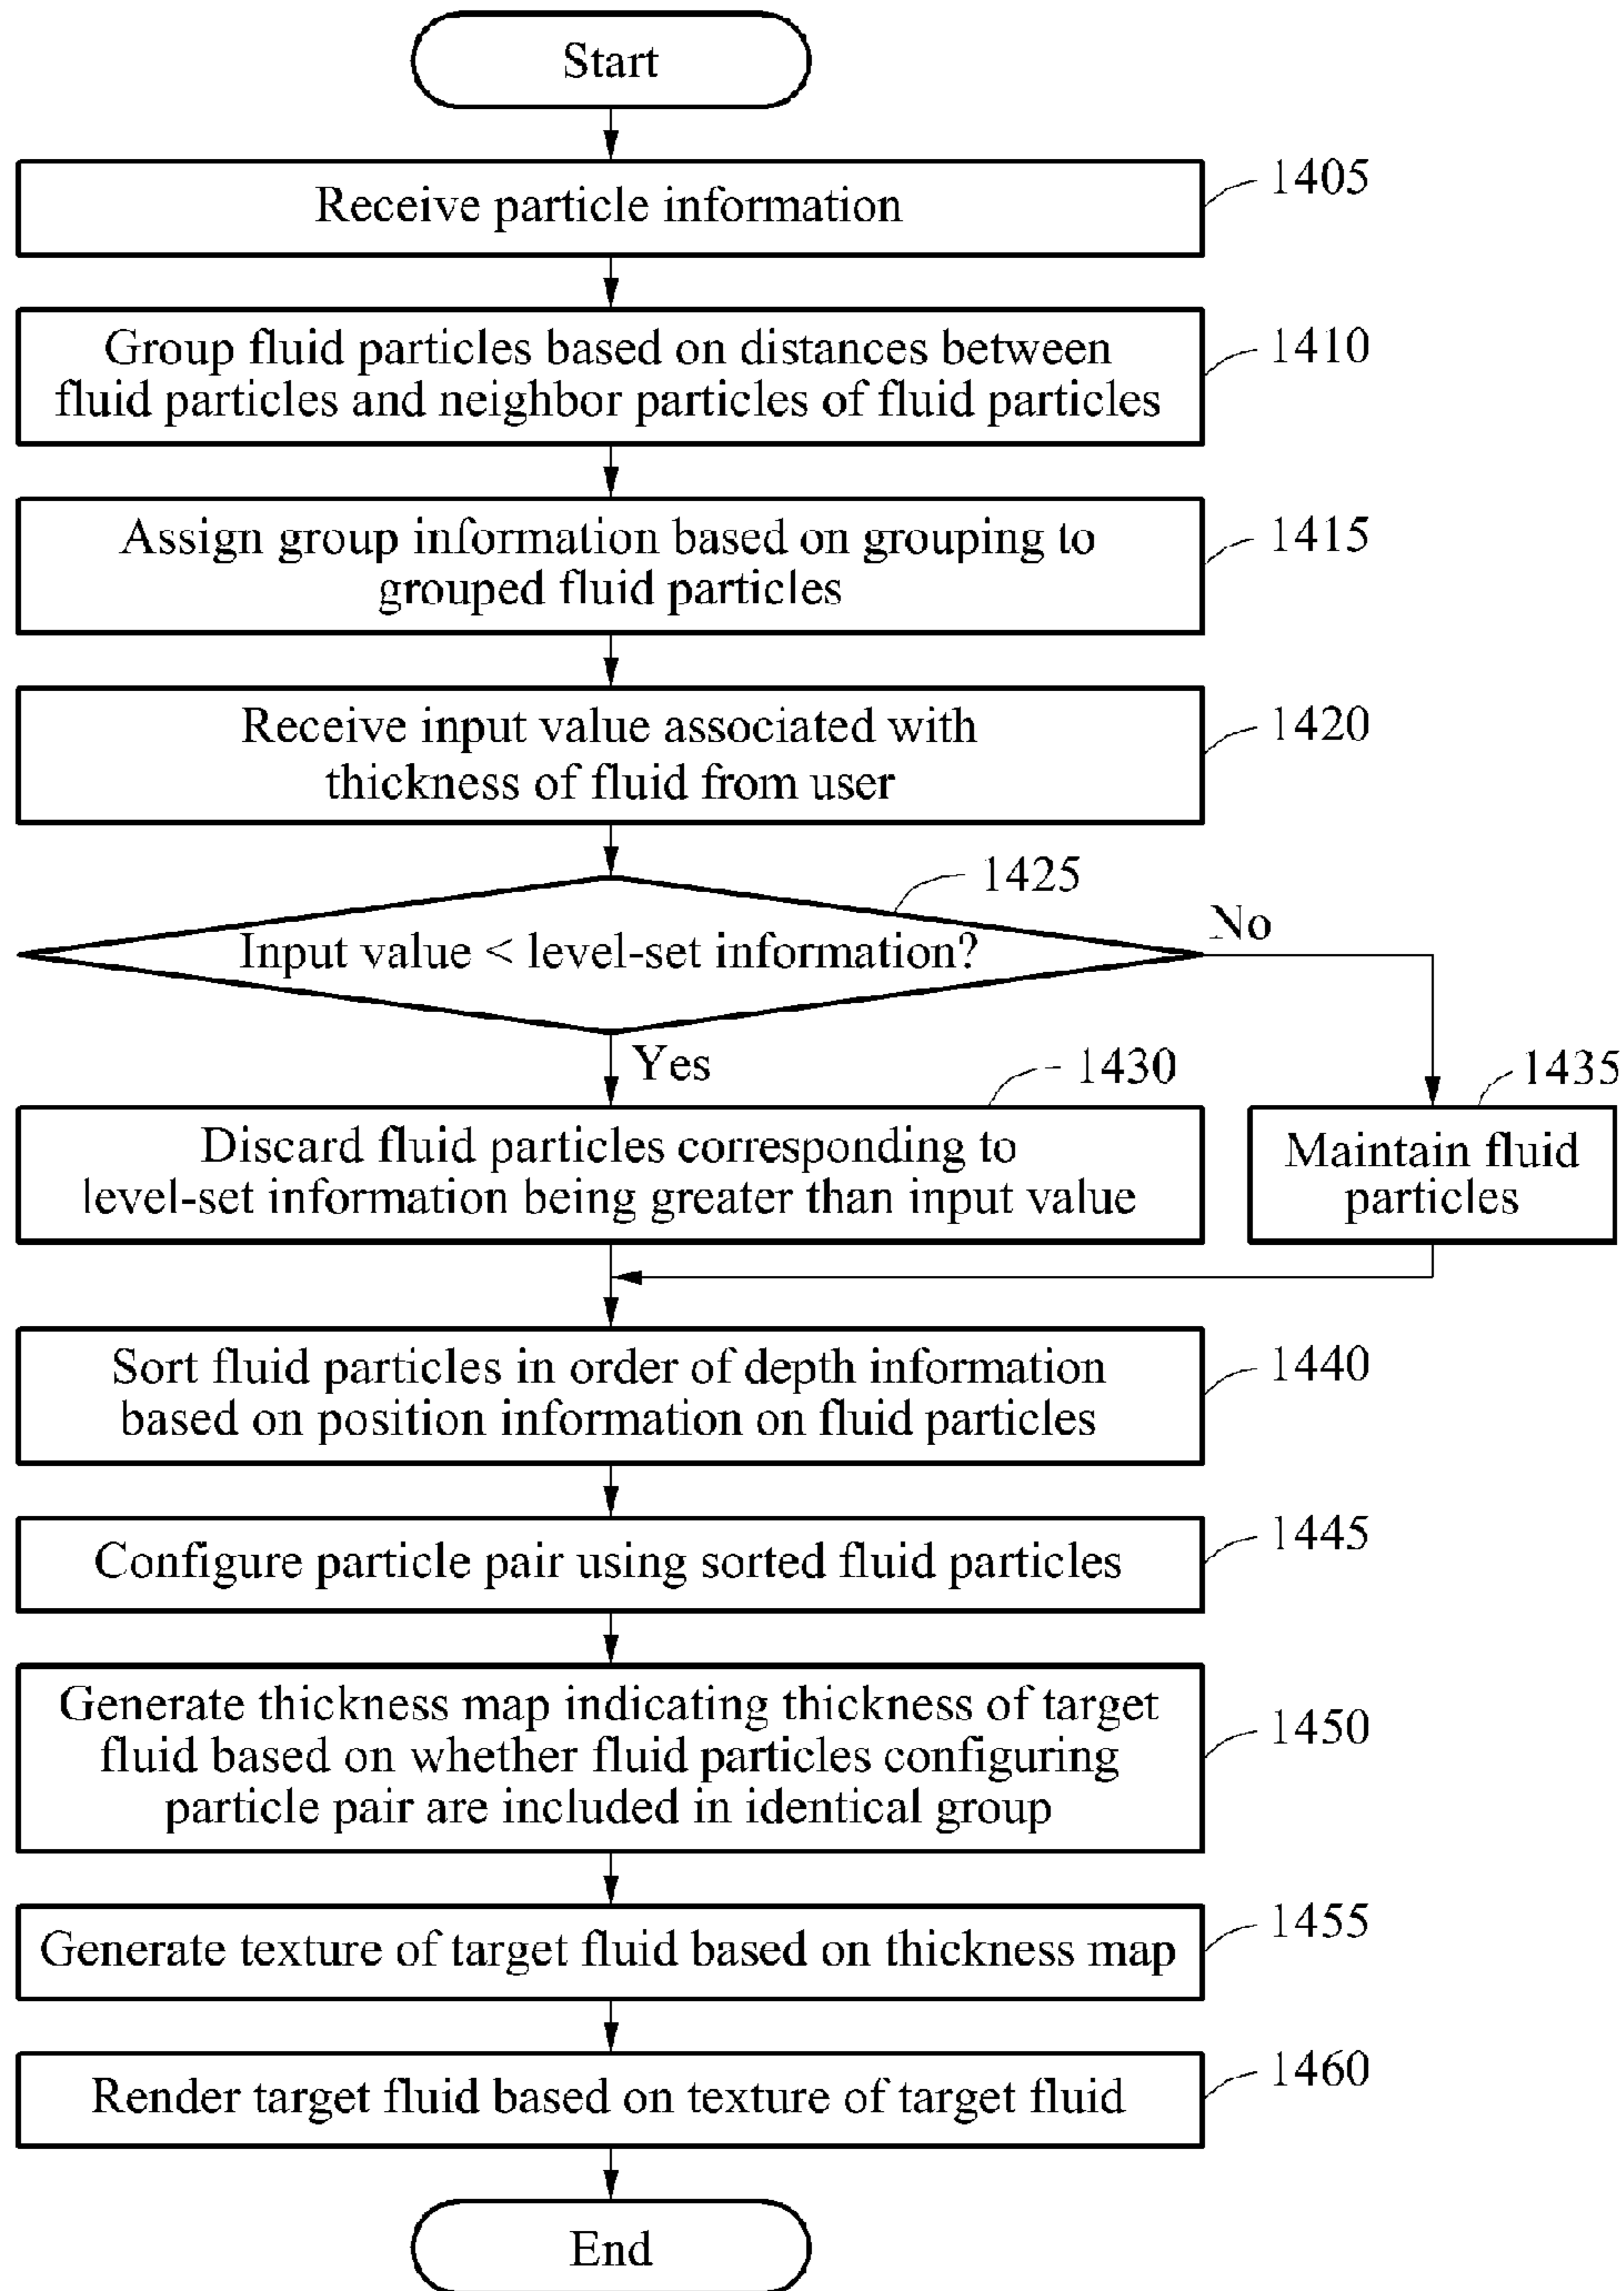 Start
Receive particle information
1405
Group fluid particles based on distances between
fluid particles and neighbor particles of fluid particles
1410
Assign group information based on grouping to
grouped fluid particles
1415
Receive input value associated with
thickness of fluid from user
1420
1425
Input value < level-set information?
No
Yes
1430
1435
Discard fluid particles corresponding to
level-set information being greater than input value
Maintain fluid
particles
Sort fluid particles in order of depth information
based on position information on fluid particles
1440
Configure particle pair using sorted fluid particles
1445
Generate thickness map indicating thickness of target
fluid based on whether fluid particles configuring
particle pair are included in identical group
1450
Generate texture of target fluid based on thickness map
1455
Render target fluid based on texture of target fluid
1460
End